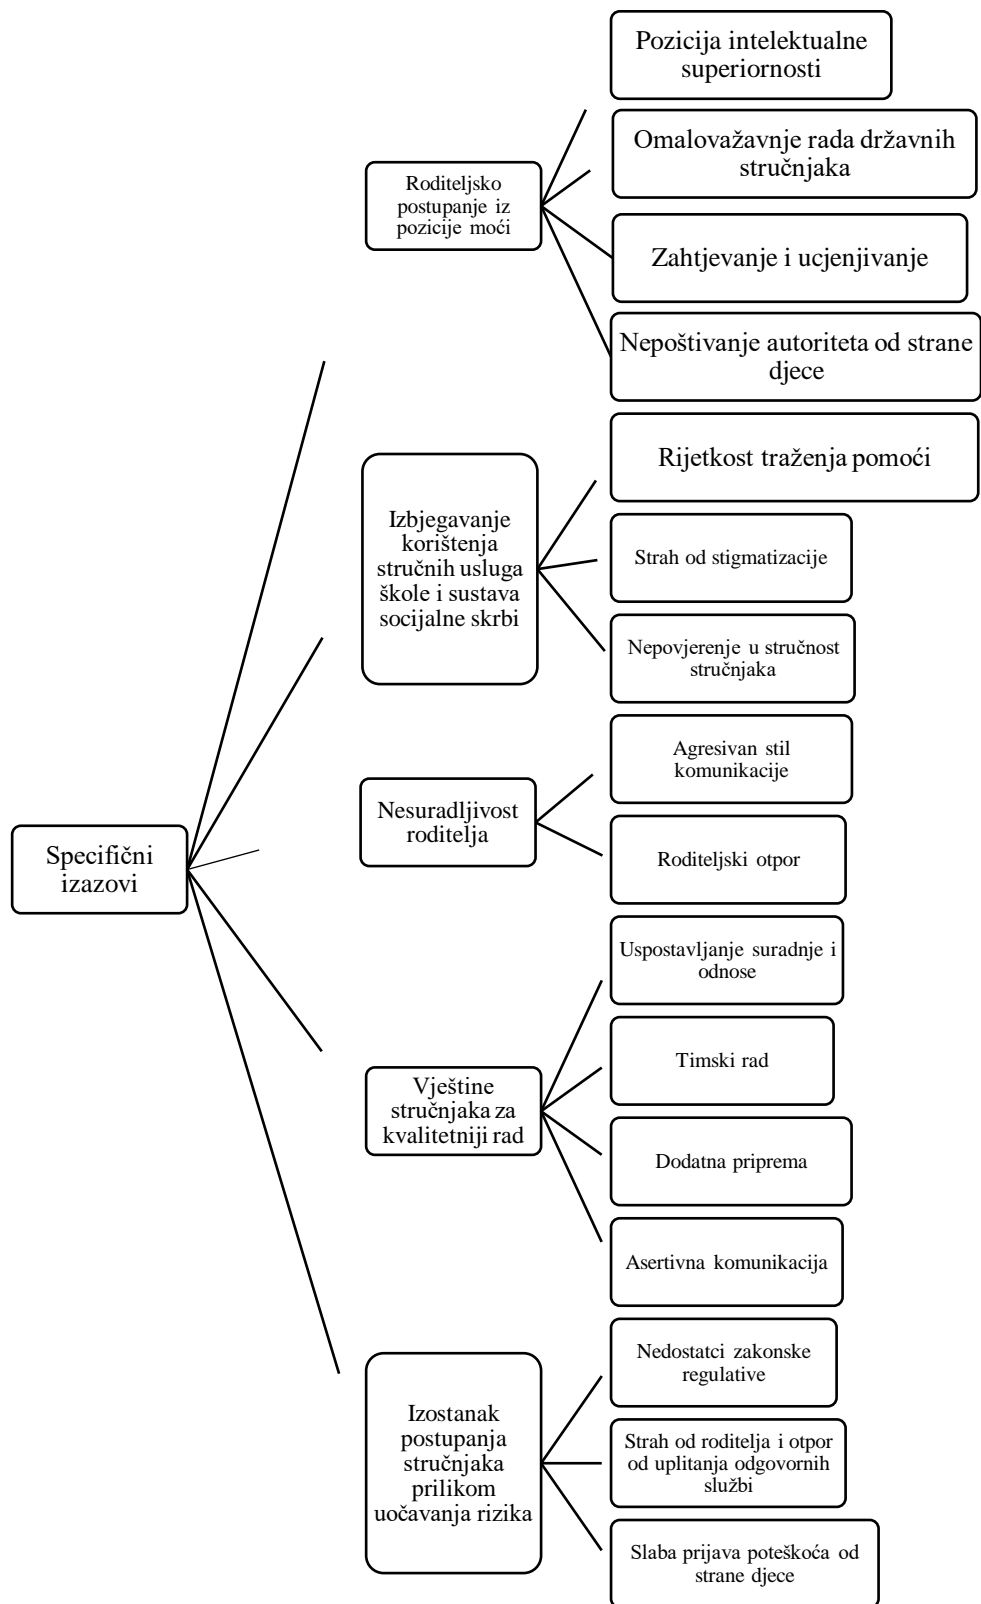 Specifični
izazovi
Roditeljsko
postupanje iz
pozicije moći
Pozicija intelektualne
superiornosti
Omalovažavnje rada državnih
stručnjaka
Zahtjevanje i ucjenjivanje
Nepoštivanje autoriteta od strane
djece
Izbjegavanje
korištenja
stručnih usluga
škole i sustava
socijalne skrbi
Rijetkost traženja pomoći
Strah od stigmatizacije
Nepovjerenje u stručnost
stručnjaka
Nesuradljivost
roditelja
Agresivan stil
komunikacije
Roditeljski otpor
Vještine
stručnjaka za
kvalitetniji rad
Uspostavljanje suradnje i
odnose
Timski rad
Dodatna priprema
Asertivna komunikacija
Izostanak
postupanja
stručnjaka
prilikom
uočavanja rizika
Nedostatci zakonske
regulative
Strah od roditelja i otpor
od uplitanja odgovornih
službi
Slaba prijava poteškoća od
strane djece